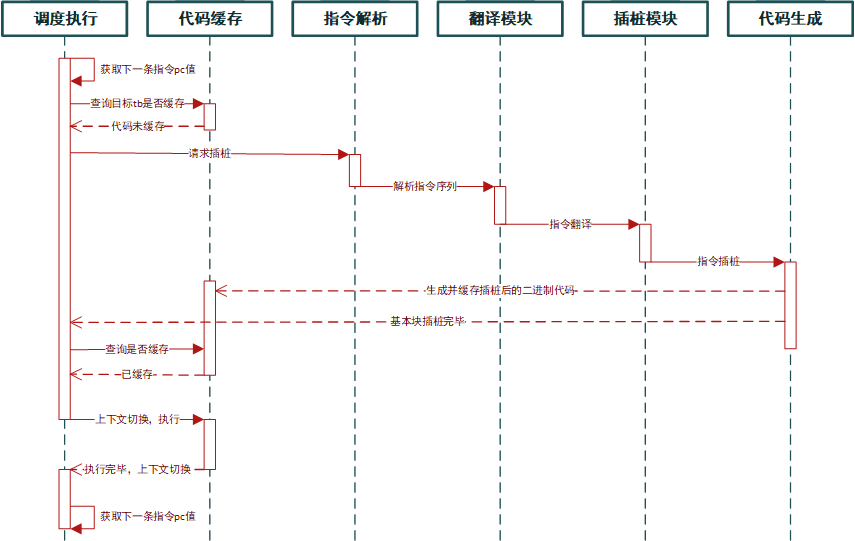 调度执行
代码缓存
指令解析
翻译模块
插桩模块
代码生成
获取下一条指令pc值
查询目标tb是否缓存
代码未缓存
请求插桩
解析指令序列
指令翻译
指令插桩
生成并缓存插桩后的二进制代码
基本块插桩完毕
查询是否缓存
已缓存
上下文切换，执行
执行完毕，上下文切换
获取下一条指令pc值